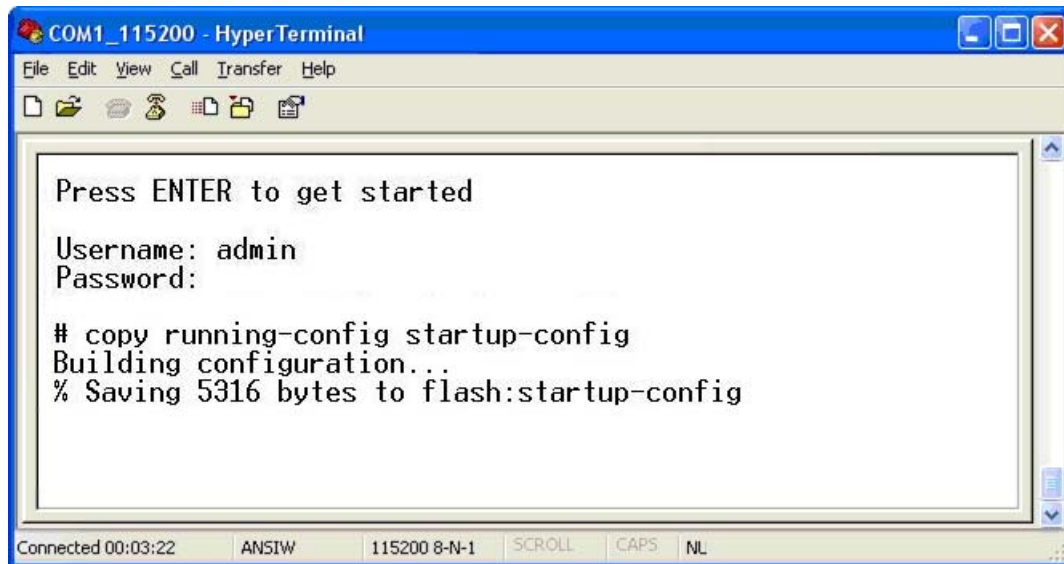 COM1_115200 - HyperTerminal
File Edit View Call Transfer Help
Press ENTER to get started
Username: admin
Password:
# copy running-config startup-config
Building configuration...
% Saving 5316 bytes to flash:startup-config
Connected 00:03:22 ANSIW 115200 8-N-1 SCROLL CAPS NL